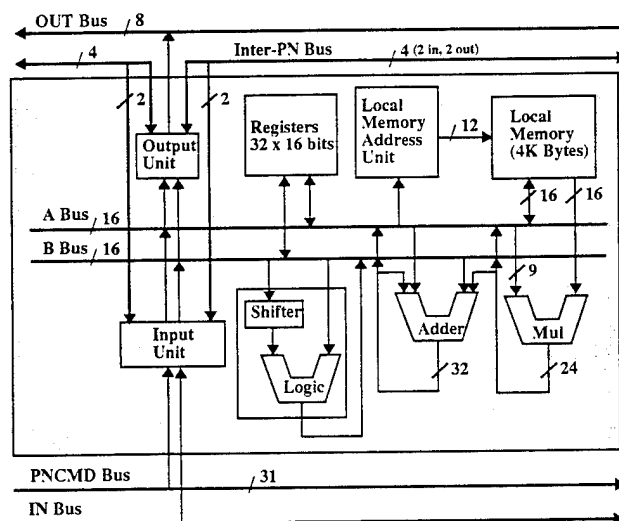 OUT Bus 8
4 Inter-PN Bus 4 (2 in, 2 out)
2 2
Output
Unit
Registers
32 x 16 bits
Local
Memory
Address
Unit
12
Local
Memory
(4K Bytes)
16 16
A Bus 16
B Bus 16
9
Shifter
Logic
Adder
Mul
32
24
Input
Unit
PNCMD Bus 31
IN Bus